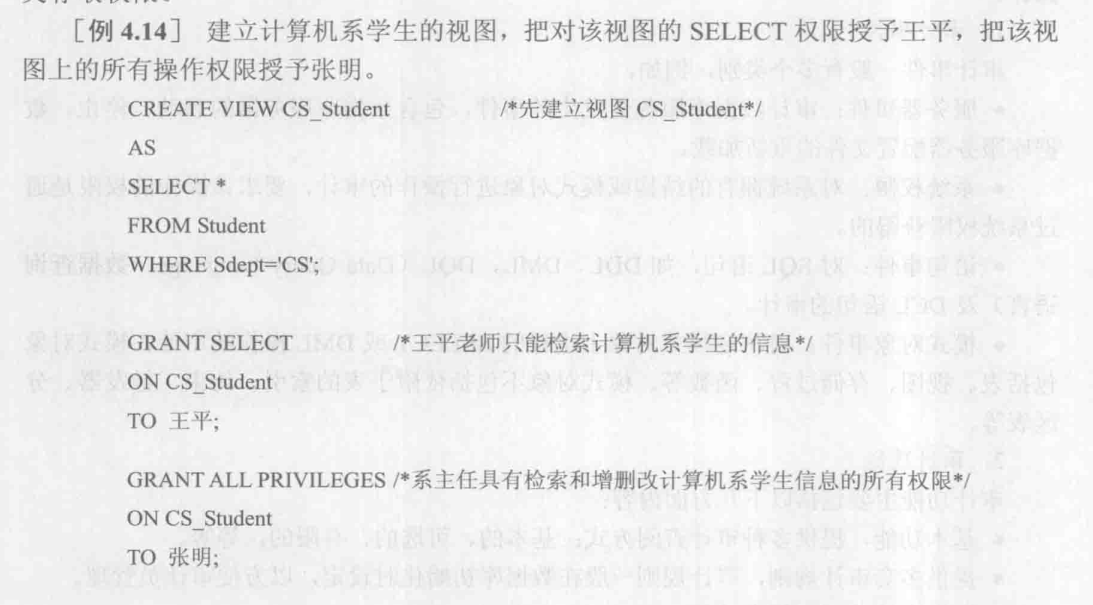 ［例 4.14］ 建立计算机系学生的视图，把对该视图的 SELECT 权限授予王平，把该视
图上的所有操作权限授予张明。
CREATE VIEW CS_Student /*先建立视图 CS_Student*/
AS
SELECT *
FROM Student
WHERE Sdept='CS';
GRANT SELECT /*王平老师只能检索计算机系学生的信息*/
ON CS_Student
TO 王平;
GRANT ALL PRIVILEGES /*系主任具有检索和增删改计算机系学生信息的所有权限*/
ON CS_Student
TO 张明;